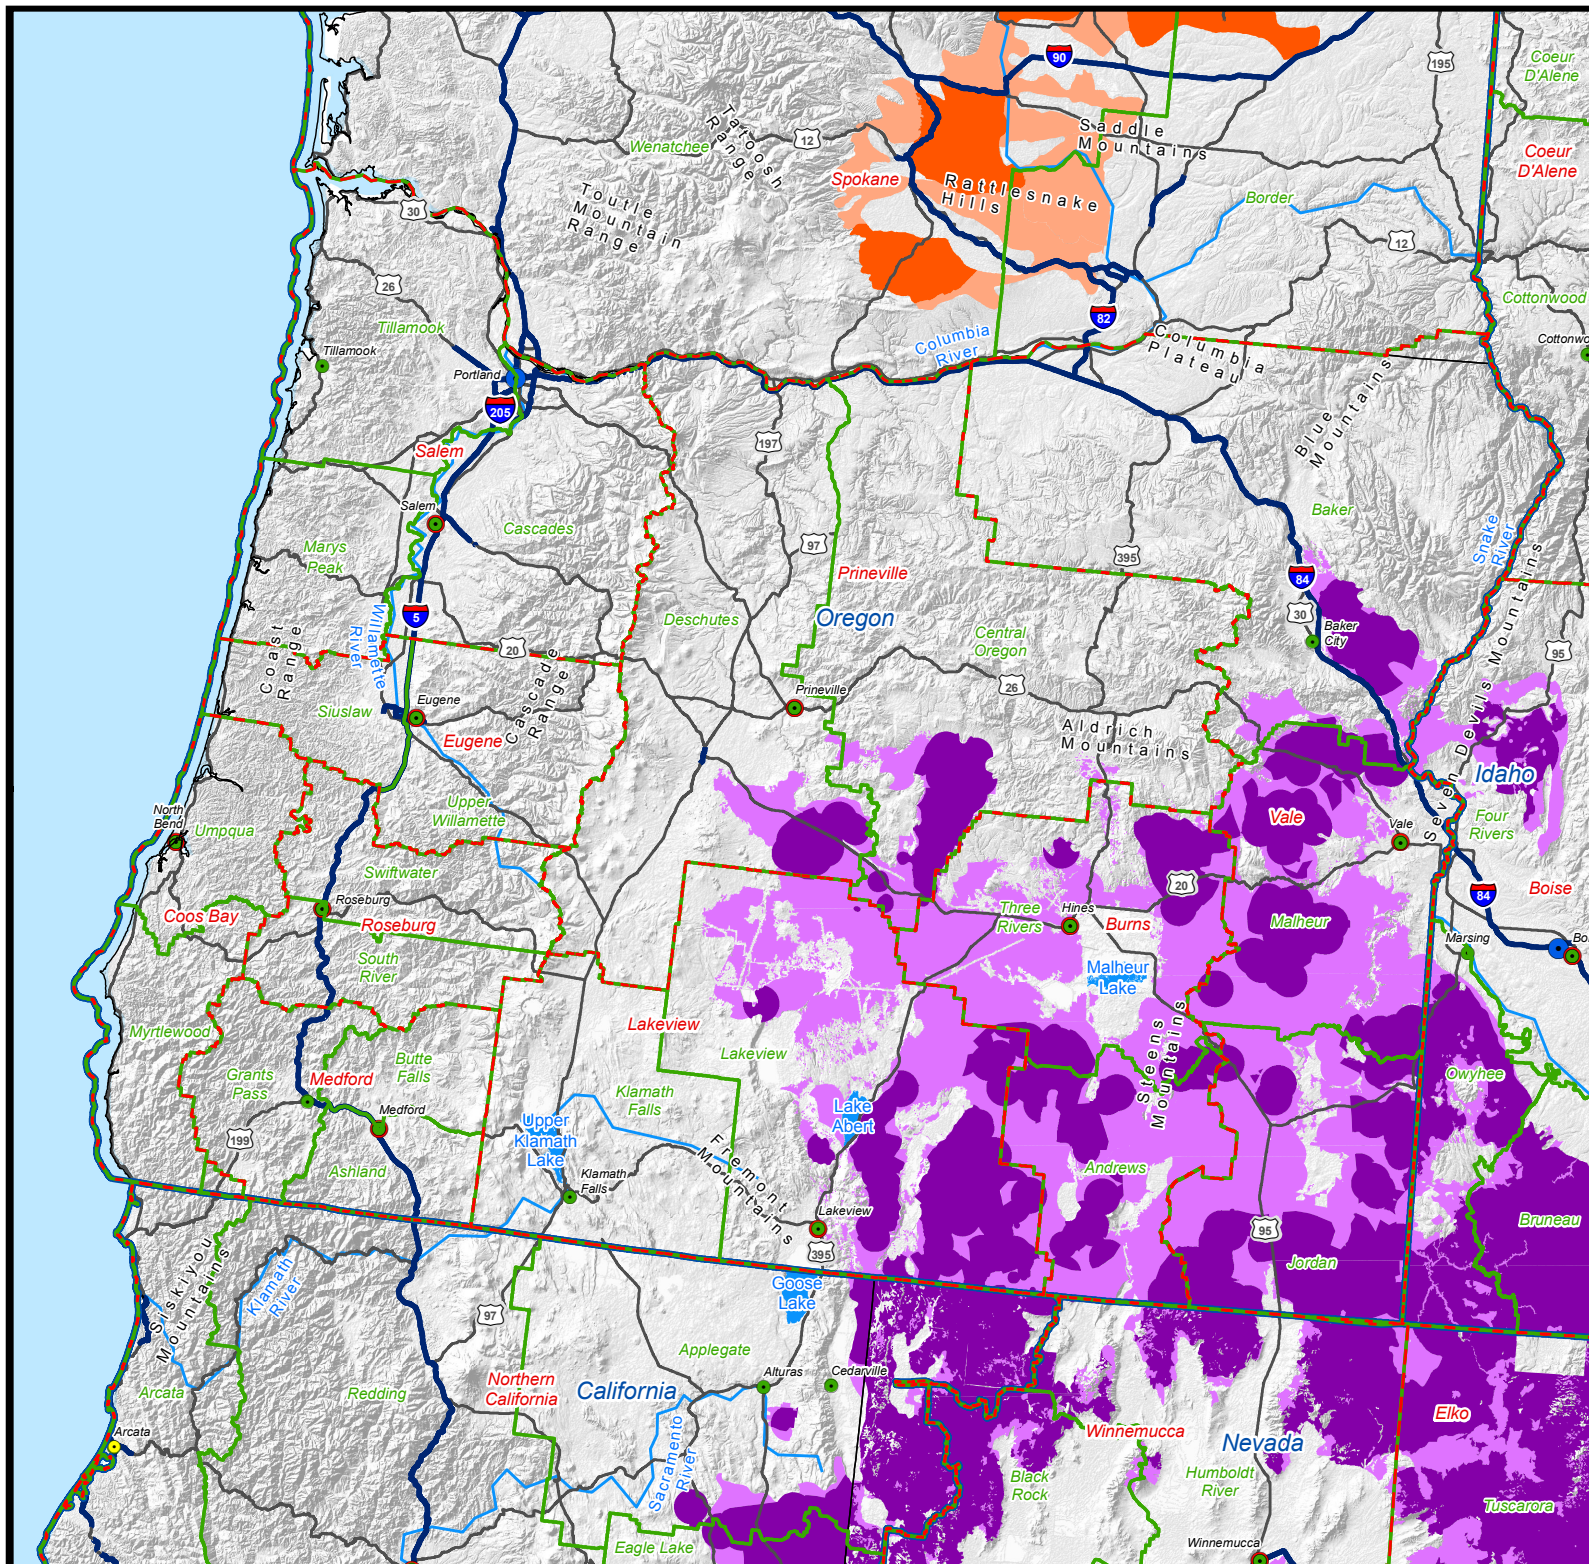 90
195
Coeur
D'Alene
Tatoosh
Range
12
Wenatchee
Saddle
Mountains
Coeur
D'Alene
Spokane
Rattlesnake
Hills
Toutle
Mountain
Range
30
Border
12
26
Tillamook
Cottonwood
82
Columbia
River
Columbia
Plateau
Tillamook
Portland
205
Blue
Mountains
Salem
197
Salem
Cascades
Baker
Marys
Peak
97
395
Snake
River
Prineville
84
5
30
Deschutes
Oregon
Central
Oregon
Baker
City
Willamette
River
Coast
Range
20
95
26
Cascade
Range
Prineville
Siuslaw
Eugene
Eugene
Aldrich
Mountains
Seven Devils Mountains
Idaho
North
Bend
Umpqua
Upper
Willamette
Vale
Vale
Four
Rivers
Swiftwater
20
84
Boise
Roseburg
Coos Bay
Roseburg
Three
Rivers
Hines
Burns
Malheur
Marsing
South
River
Malheur
Lake
Myrtlewood
Lakeview
Steens
Mountains
Butte
Falls
Lakeview
Grants
Pass
Medford
Klamath
Falls
Owyhee
Medford
Lake
Abert
199
Upper
Klamath
Lake
Fremont
Mountains
Ashland
Klamath
Falls
Andrews
Lakeview
Bruneau
95
Siskiyou
Mountains
395
Klamath
River
Jordan
Goose
Lake
97
Applegate
Alturas
Cedarville
Northern
California
California
Arcata
Redding
Elko
Arcata
Sacramento
River
Winnemucca
Nevada
Black
Rock
Humboldt
River
Tuscarora
Eagle Lake
Winnemucca